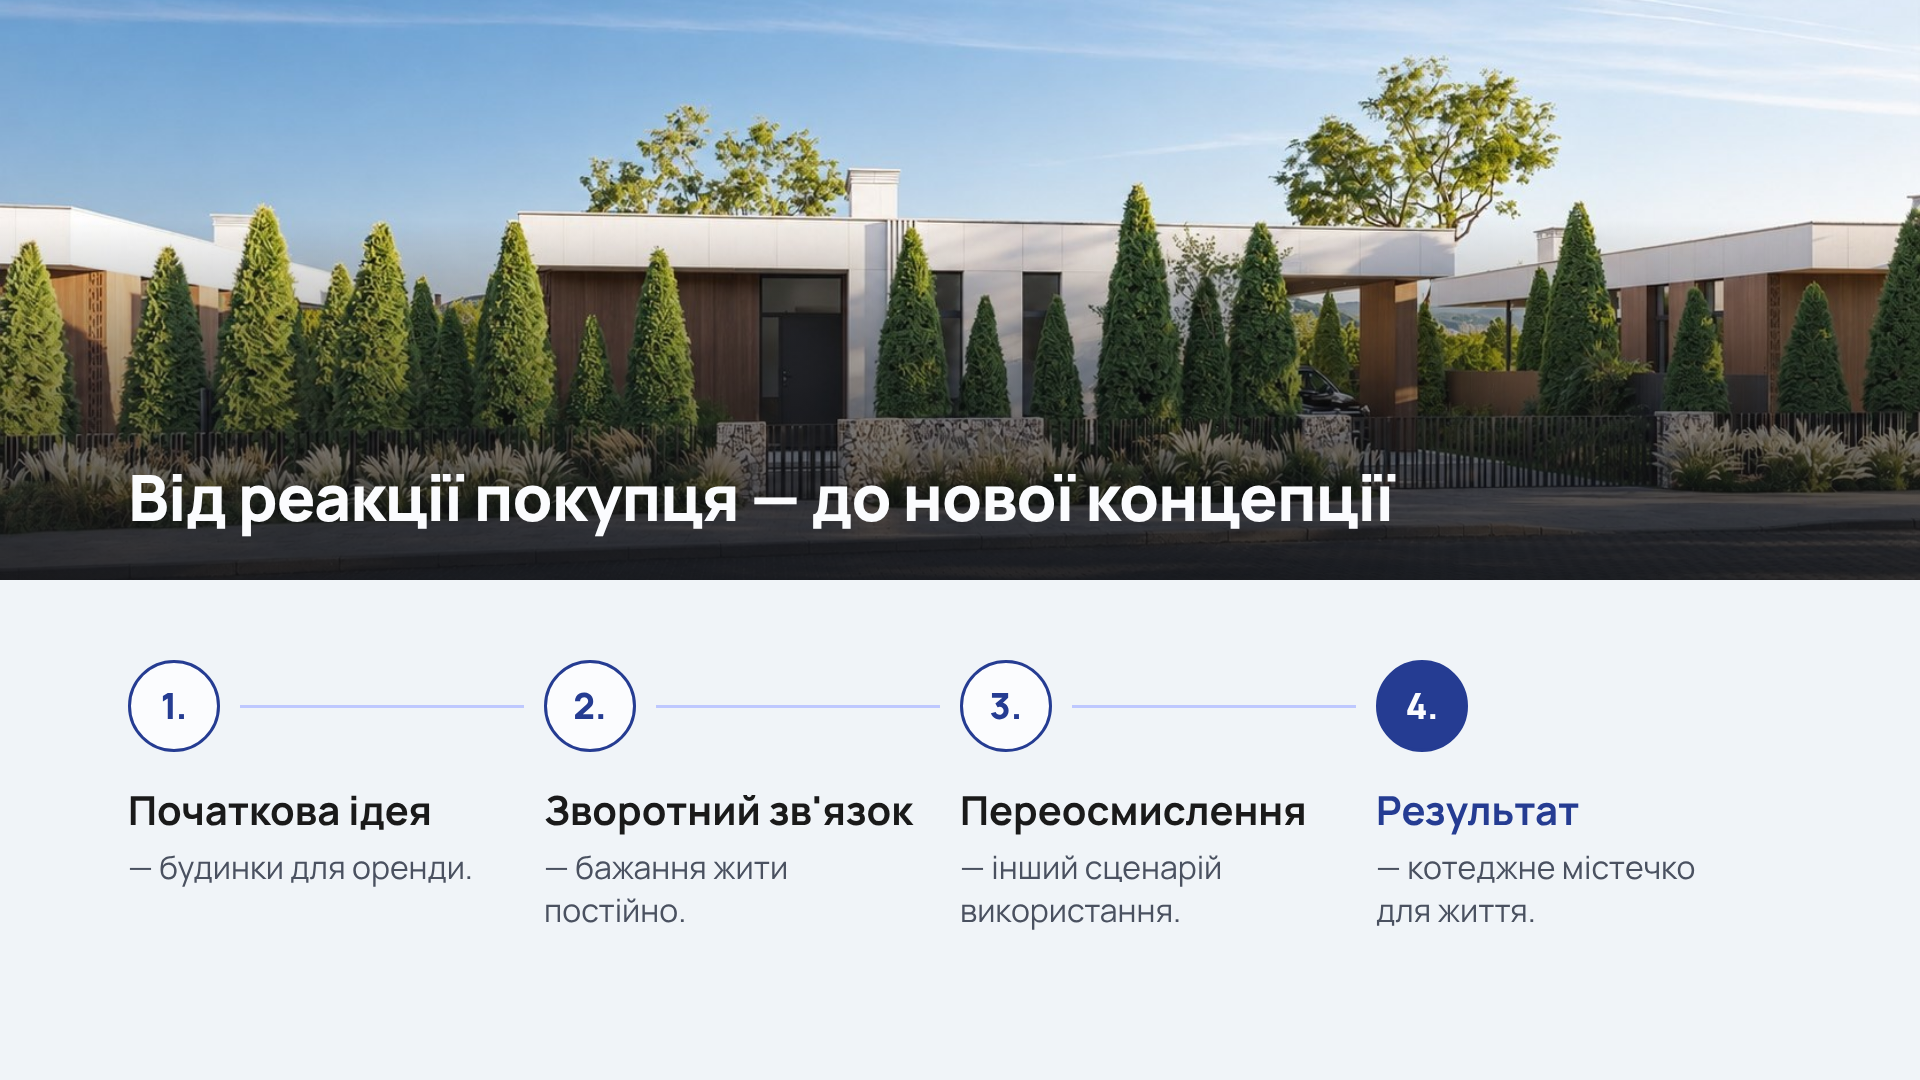 Від реакції покупця — до нової концепції
1.
2.
3.
4.
Початкова ідея
— будинки для оренди.
Зворотний зв'язок
— бажання жити
постійно.
Переосмислення
— інший сценарій
використання.
Результат
— котеджне містечко
для життя.